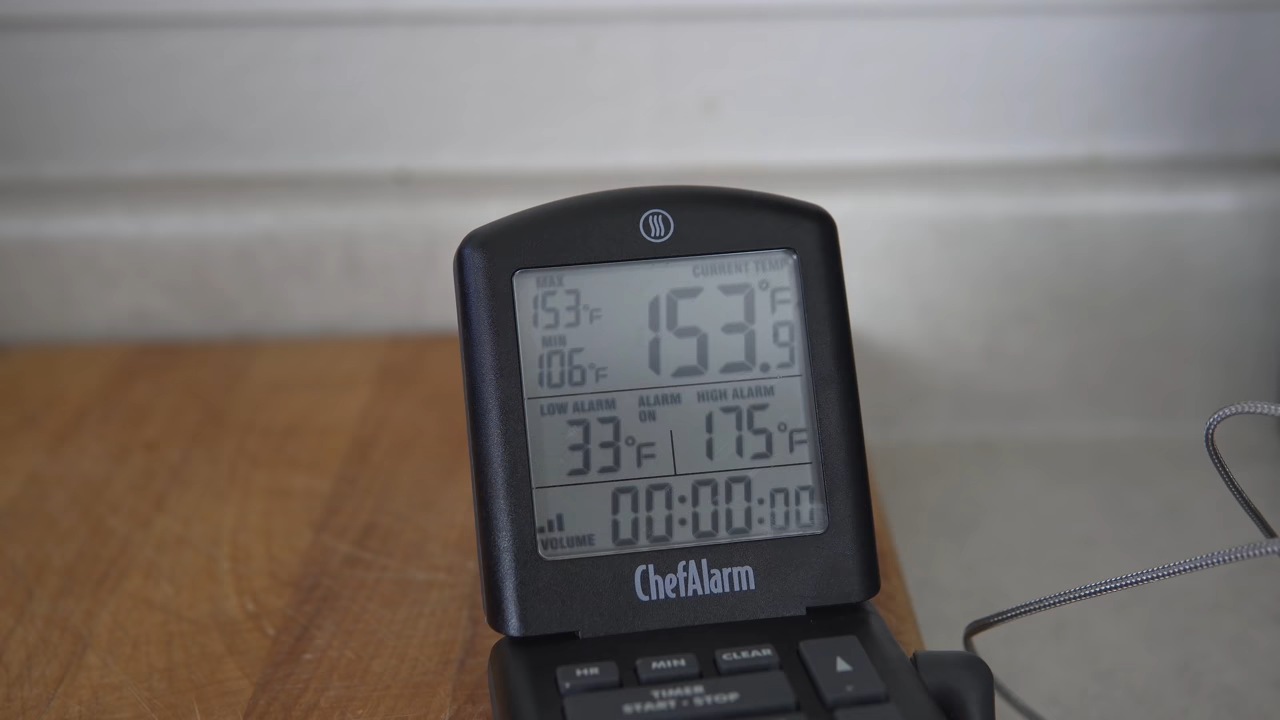 MAX
CURRENT TEMP
153°F
153.9°F
MIN
106°F
LOW ALARM
ALARM ON
HIGH ALARM
33°F
175°F
00:00:00
VOLUME
ChefAlarm
HR
MIN
CLEAR
TIMER
START • STOP